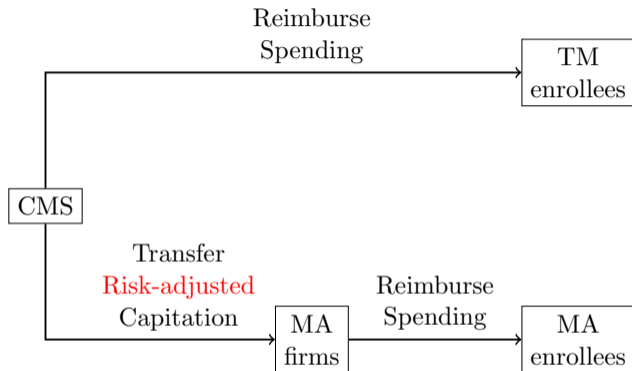 Reimburse
Spending
TM
enrollees
CMS
Transfer
Risk-adjusted
Capitation
MA
firms
Reimburse
Spending
MA
enrollees